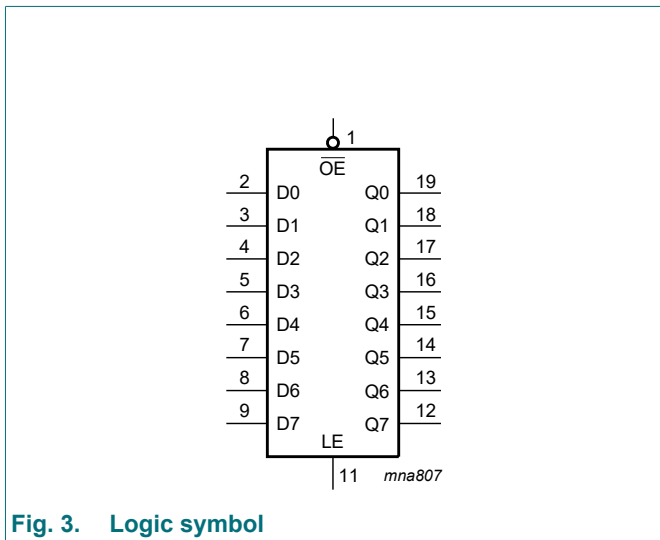 1
O̅E̅
2 D0 Q0 19
3 D1 Q1 18
4 D2 Q2 17
5 D3 Q3 16
6 D4 Q4 15
7 D5 Q5 14
8 D6 Q6 13
9 D7 Q7 12
LE
11 mna807
Fig. 3. Logic symbol